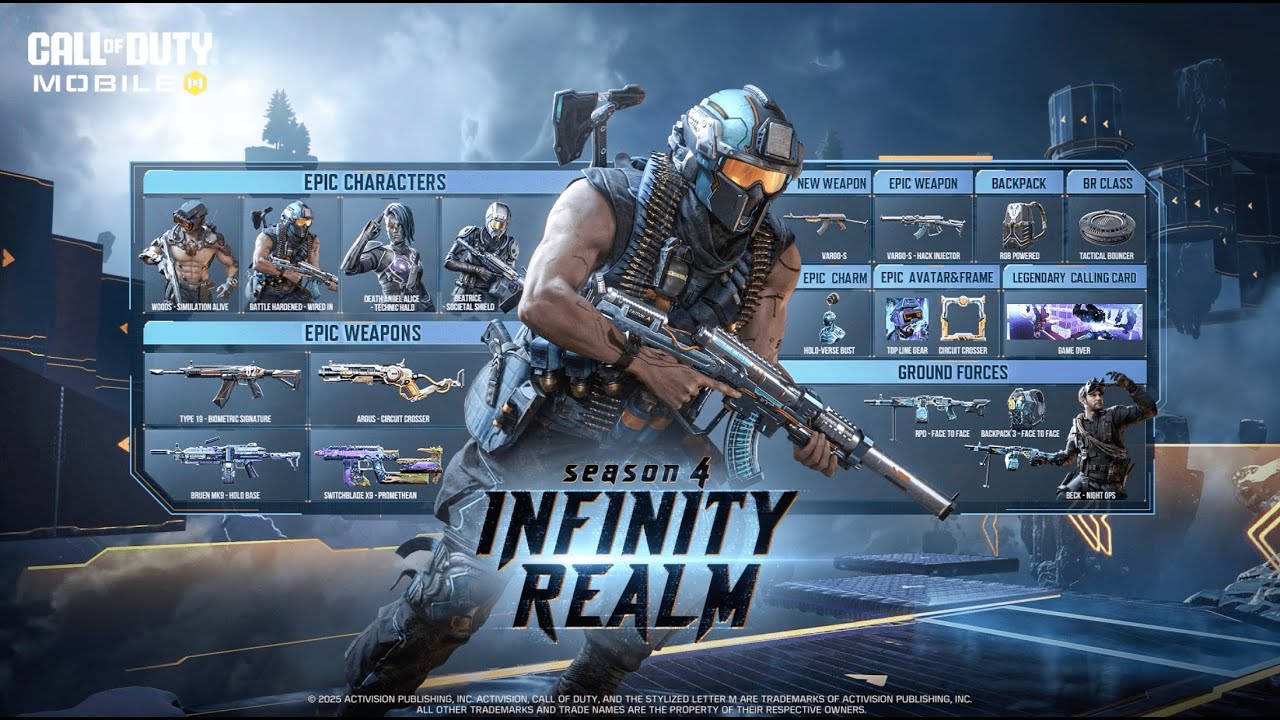 CALL OF DUTY
MOBILE
EPIC CHARACTERS
WOODS - SIMULATION ALIVE
BATTLE HARDENED - WIRED IN
DEATH ANGEL ALICE
- TECHNIC HALO
BEATRICE
- SOCIETAL SHIELD
EPIC WEAPONS
TYPE 19 - BIOMETRIC SIGNATURE
ARGUS - CIRCUIT CROSSER
BRUEN MK9 - HOLO BASE
SWITCHBLADE X9 - PROMETHEAN
NEW WEAPON
EPIC WEAPON
BACKPACK
BR CLASS
VARGO-S
VARGO-S - HACK INJECTOR
RGB POWERED
TACTICAL BOUNCER
EPIC CHARM
EPIC AVATAR&FRAME
LEGENDARY CALLING CARD
HOLO-VERSE BUST
TOP LINE GEAR
CIRCUIT CROSSER
GAME OVER
GROUND FORCES
RPD - FACE TO FACE
BACKPACK 3 - FACE TO FACE
BECK - NIGHT OPS
season 4
INFINITY
REALM
© 2025 ACTIVISION PUBLISHING, INC. ACTIVISION, CALL OF DUTY, AND THE STYLIZED LETTER M ARE TRADEMARKS OF ACTIVISION PUBLISHING, INC.
ALL OTHER TRADEMARKS AND TRADE NAMES ARE THE PROPERTY OF THEIR RESPECTIVE OWNERS.